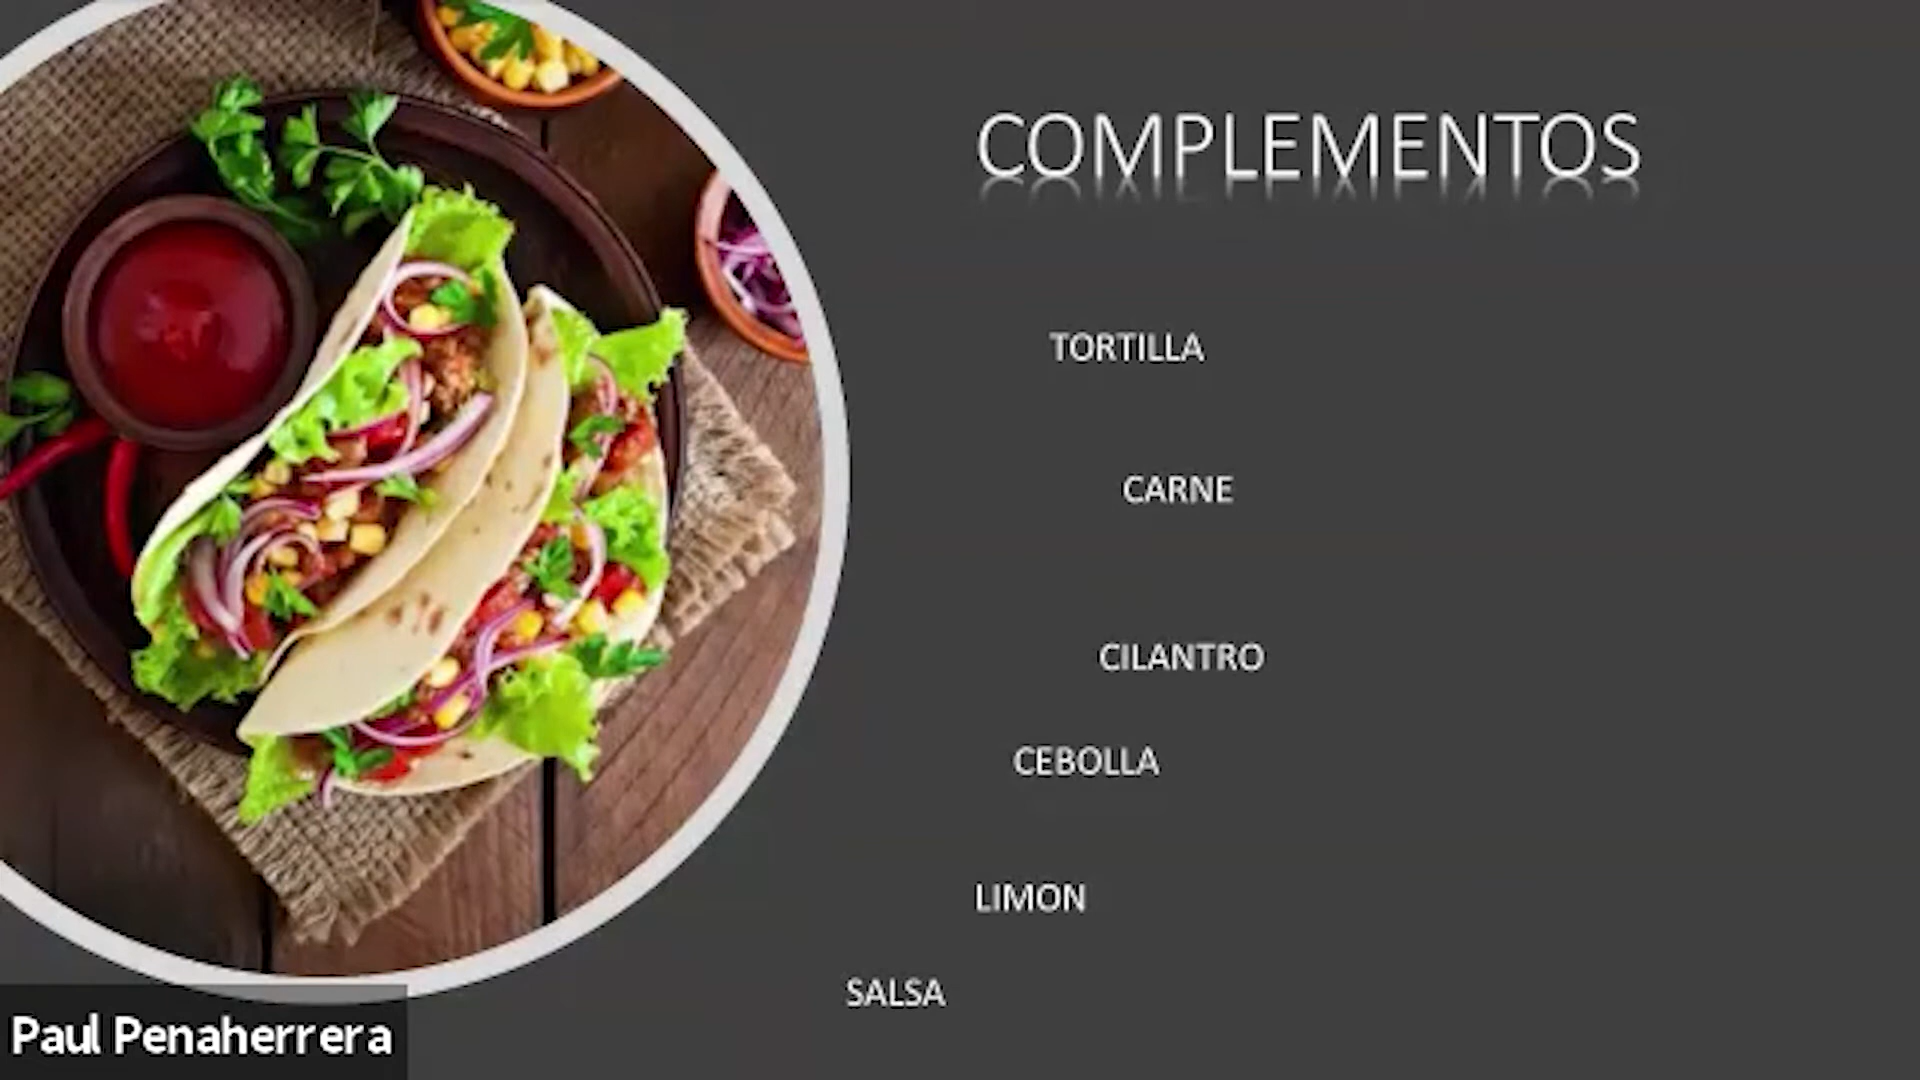 COMPLEMENTOS
TORTILLA
CARNE
CILANTRO
CEBOLLA
LIMON
SALSA
Paul Penaherrera